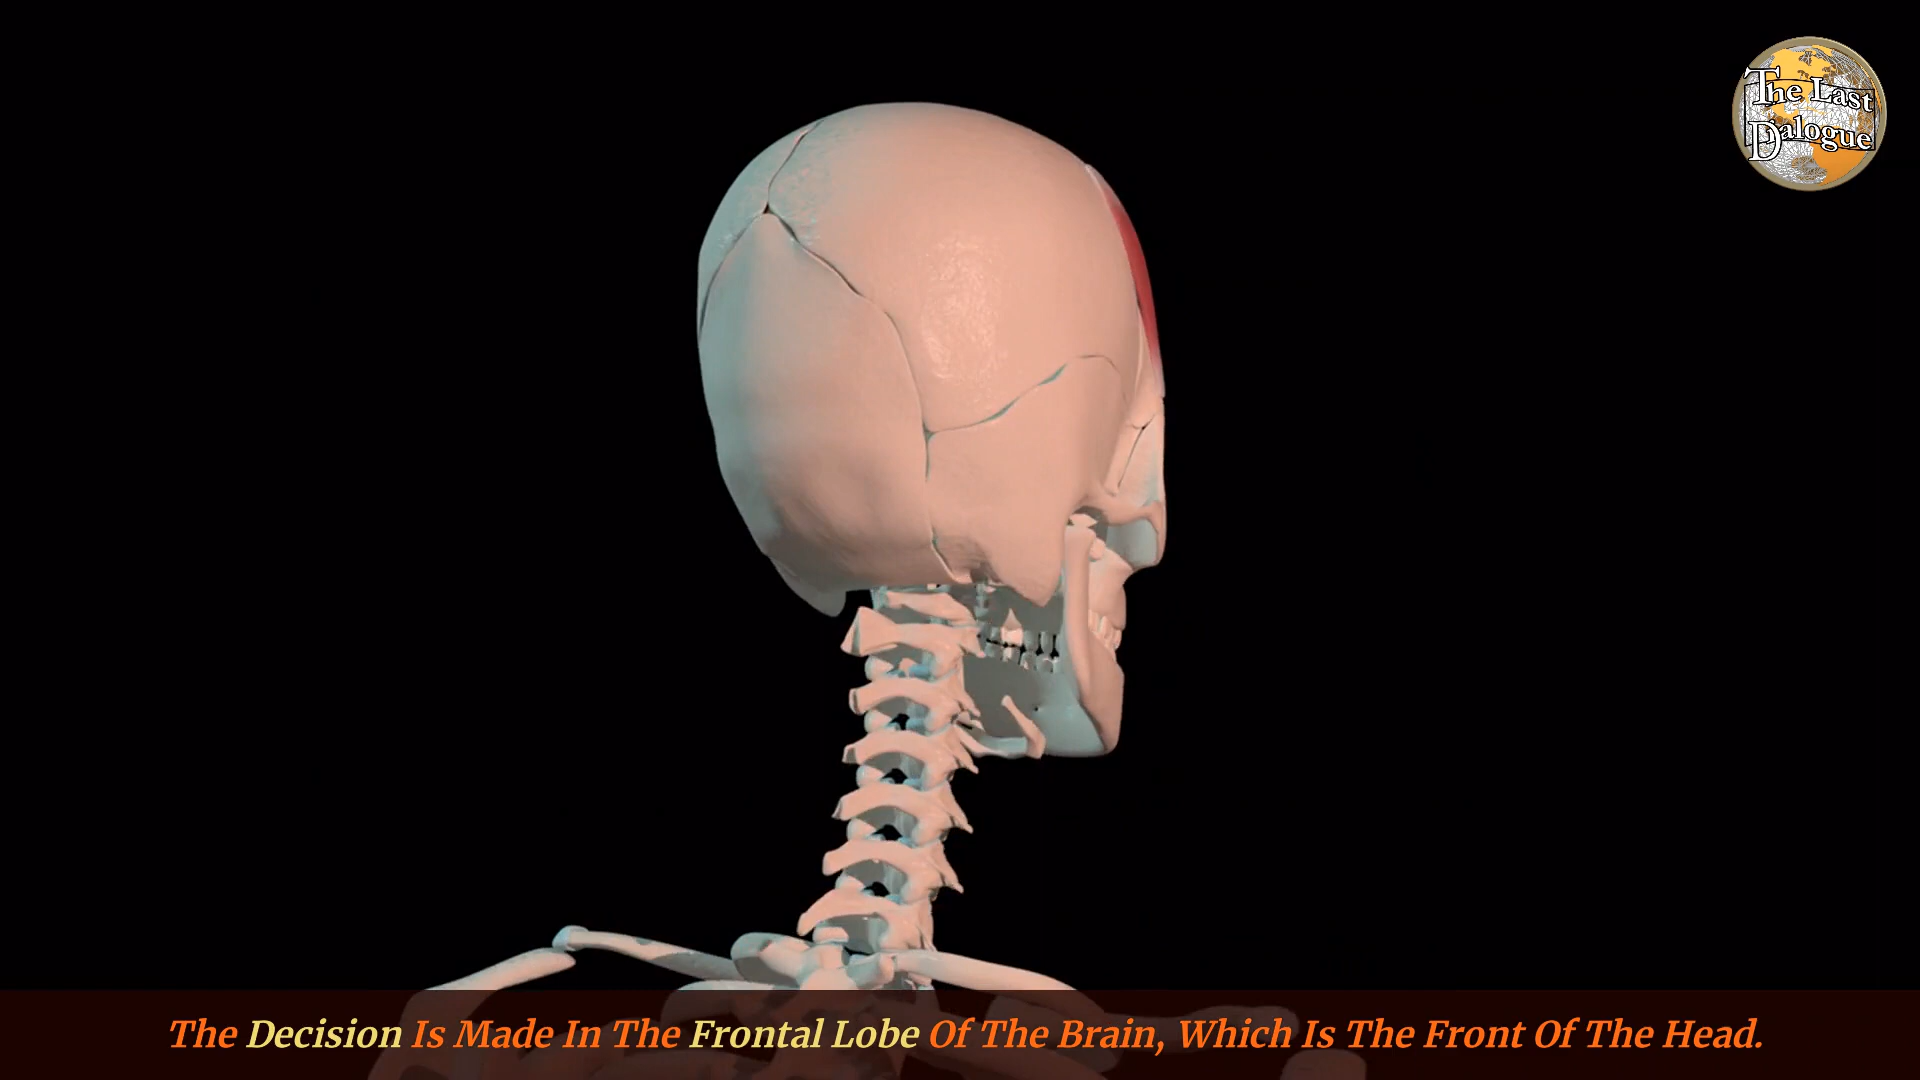 The Last
Dialogue
The Decision Is Made In The Frontal Lobe Of The Brain, Which Is The Front Of The Head.